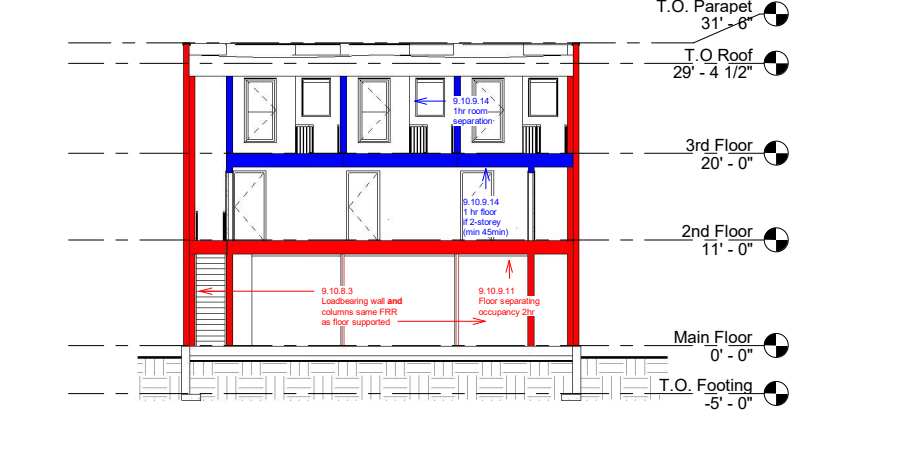 T.O. Parapet
31' - 6"
T.O Roof
29' - 4 1/2"
9.10.9.14
1hr room
separation
3rd Floor
20' - 0"
9.10.9.14
1 hr floor
if 2-storey
(min 45min)
2nd Floor
11' - 0"
9.10.8.3
Loadbearing wall and
columns same FRR
as floor supported
9.10.9.11
Floor separating
occupancy 2hr
Main Floor
0' - 0"
T.O. Footing
-5' - 0"